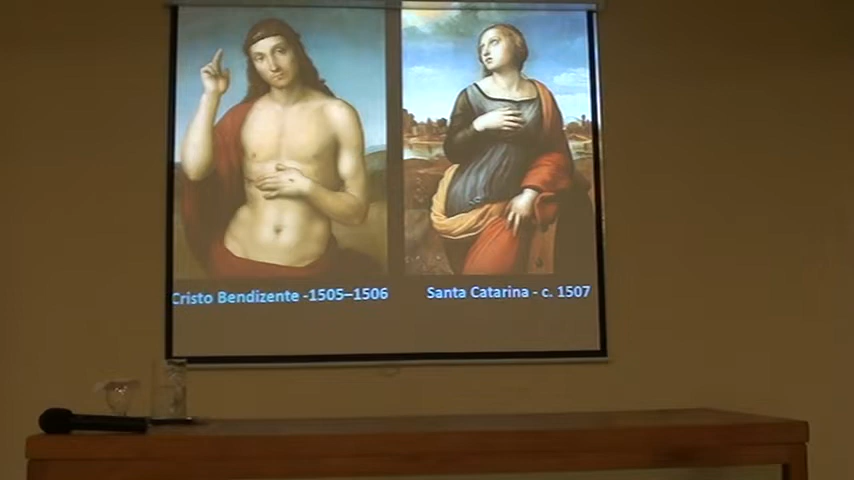 Cristo Bendizente -1505–1506
Santa Catarina - c. 1507